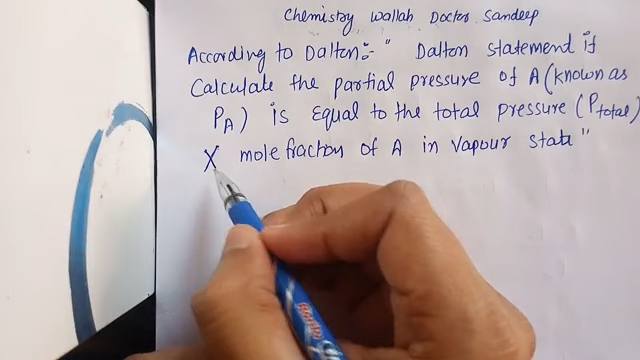 Chemistry Wallah Doctor Sandeep
According to Dalton:- " Dalton statement if
Calculate the partial pressure of A (known as
PA) is equal to the total pressure (Ptotal)
X mole fraction of A in vapour state "